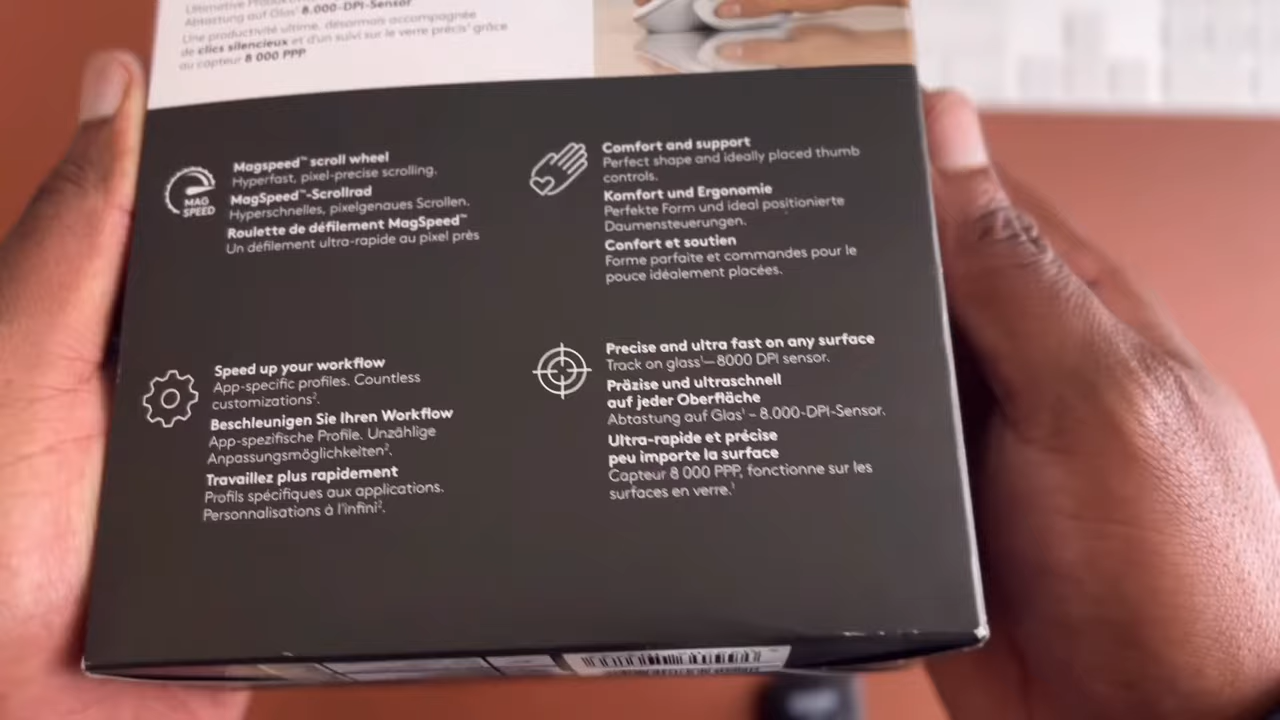 Abtastung auf Glas¹ 8.000-DPI-Sensor
Une productivité ultime, désormais accompagnée
de clics silencieux et d'un suivi sur le verre précis¹ grâce
au capteur 8 000 PPP
MAG
SPEED
Magspeed™ scroll wheel
Hyperfast, pixel-precise scrolling.
MagSpeed™-Scrollrad
Hyperschnelles, pixelgenaues Scrollen.
Roulette de défilement MagSpeed™
Un défilement ultra-rapide au pixel près
Comfort and support
Perfect shape and ideally placed thumb
controls.
Komfort und Ergonomie
Perfekte Form und ideal positionierte
Daumensteuerungen.
Confort et soutien
Forme parfaite et commandes pour le
pouce idéalement placées.
Speed up your workflow
App-specific profiles. Countless
customizations².
Beschleunigen Sie Ihren Workflow
App-spezifische Profile. Unzählige
Anpassungsmöglichkeiten².
Travaillez plus rapidement
Profils spécifiques aux applications.
Personnalisations à l'infini².
Precise and ultra fast on any surface
Track on glass¹—8000 DPI sensor.
Präzise und ultraschnell
auf jeder Oberfläche
Abtastung auf Glas¹ – 8.000-DPI-Sensor.
Ultra-rapide et précise
peu importe la surface
Capteur 8 000 PPP, fonctionne sur les
surfaces en verre.¹